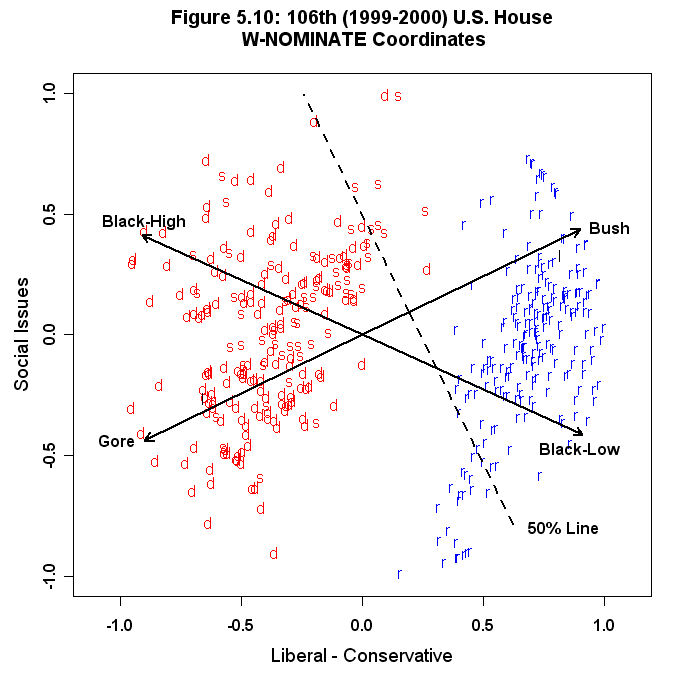 Figure 5.10: 106th (1999-2000) U.S. House
W-NOMINATE Coordinates
Social Issues
1.0
0.5
0.0
-0.5
-1.0
Black-High
Bush
Gore
Black-Low
50% Line
-1.0 -0.5 0.0 0.5 1.0
Liberal - Conservative